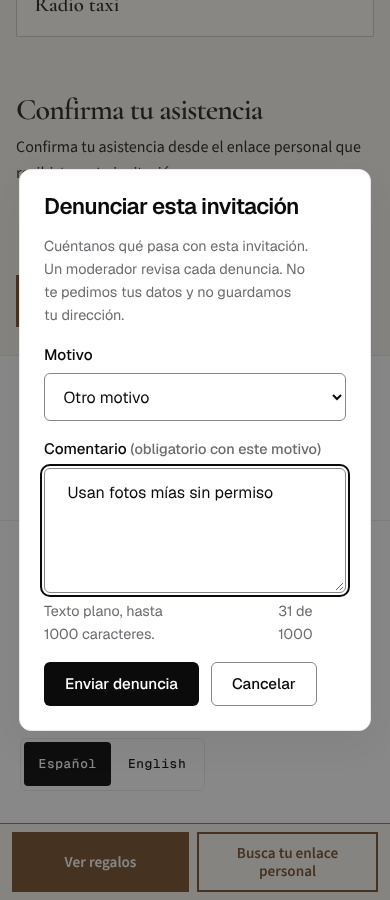 Radio taxi
Confirma tu asistencia
Confirma tu asistencia desde el enlace personal que
Denunciar esta invitación
Cuéntanos qué pasa con esta invitación.
Un moderador revisa cada denuncia. No
te pedimos tus datos y no guardamos
tu dirección.
Motivo
Otro motivo
Comentario (obligatorio con este motivo)
Usan fotos mías sin permiso
Texto plano, hasta
1000 caracteres.
31 de
1000
Enviar denuncia
Cancelar
Español
English
Ver regalos
Busca tu enlace
personal